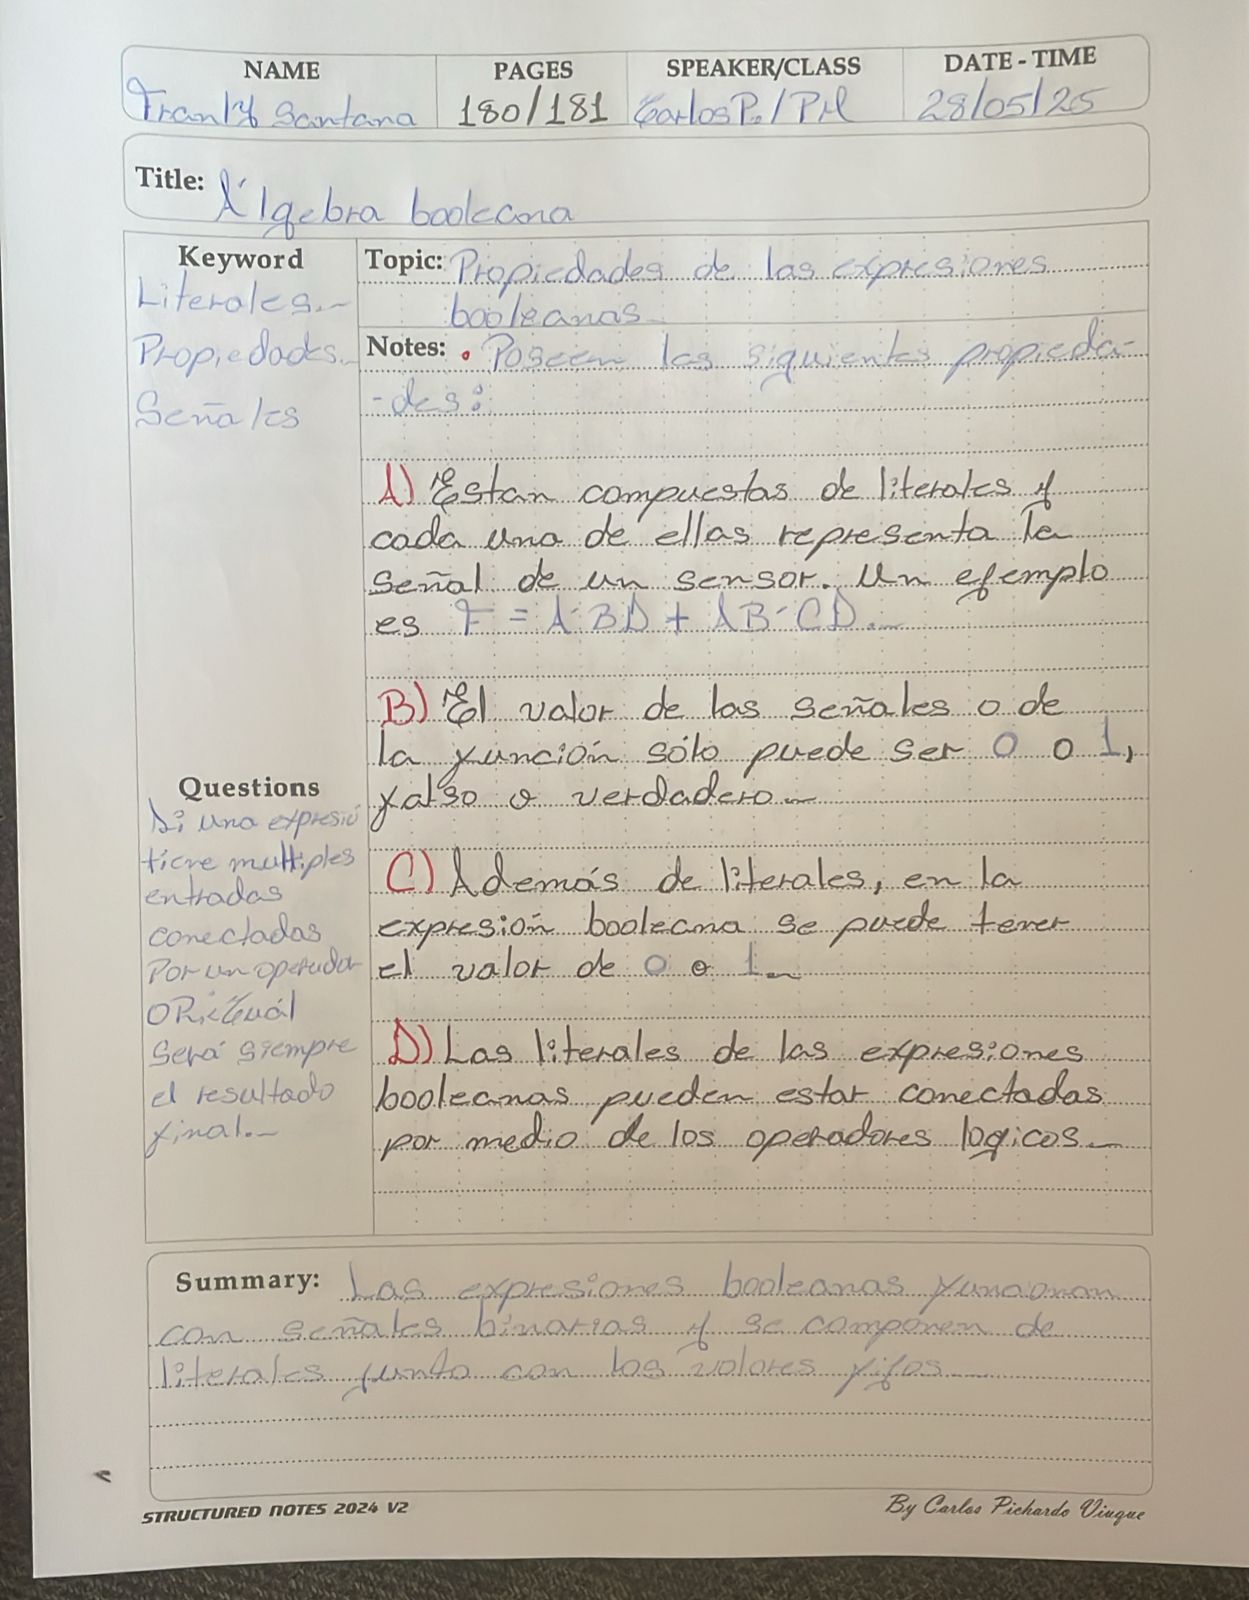 NAME PAGES SPEAKER/CLASS DATE - TIME
Frankly Santana 180/181 Carlos P./PM 28/05/25
Title: Álgebra booleana
Keyword
Literales.-
Propiedades.
Señales
Topic: Propiedades de las expresiones
booleanas
Notes: • Poseen las siguientes propieda-
-des:
A) Estan compuestas de literales y
cada una de ellas representa la
señal de un sensor. Un ejemplo
es F = A'BD + AB'CD.-
B) El valor de las señales o de
la función sólo puede ser 0 o 1,
falso o verdadero.-
C) Además de literales, en la
expresión booleana se puede tener
el valor de 0 o 1.-
D) Las literales de las expresiones
booleanas pueden estar conectadas
por medio de los operadores logicos.-
Questions
Si una expresió
tiene multiples
entradas
conectadas
Por un operador
OR¿Cuál
Será siempre
el resultado
final.-
Summary: Las expresiones booleanas funcionan
con señales binarias y se componen de
literales junto con los valores fijos
STRUCTURED NOTES 2024 V2
By Carlos Pichardo Viuque